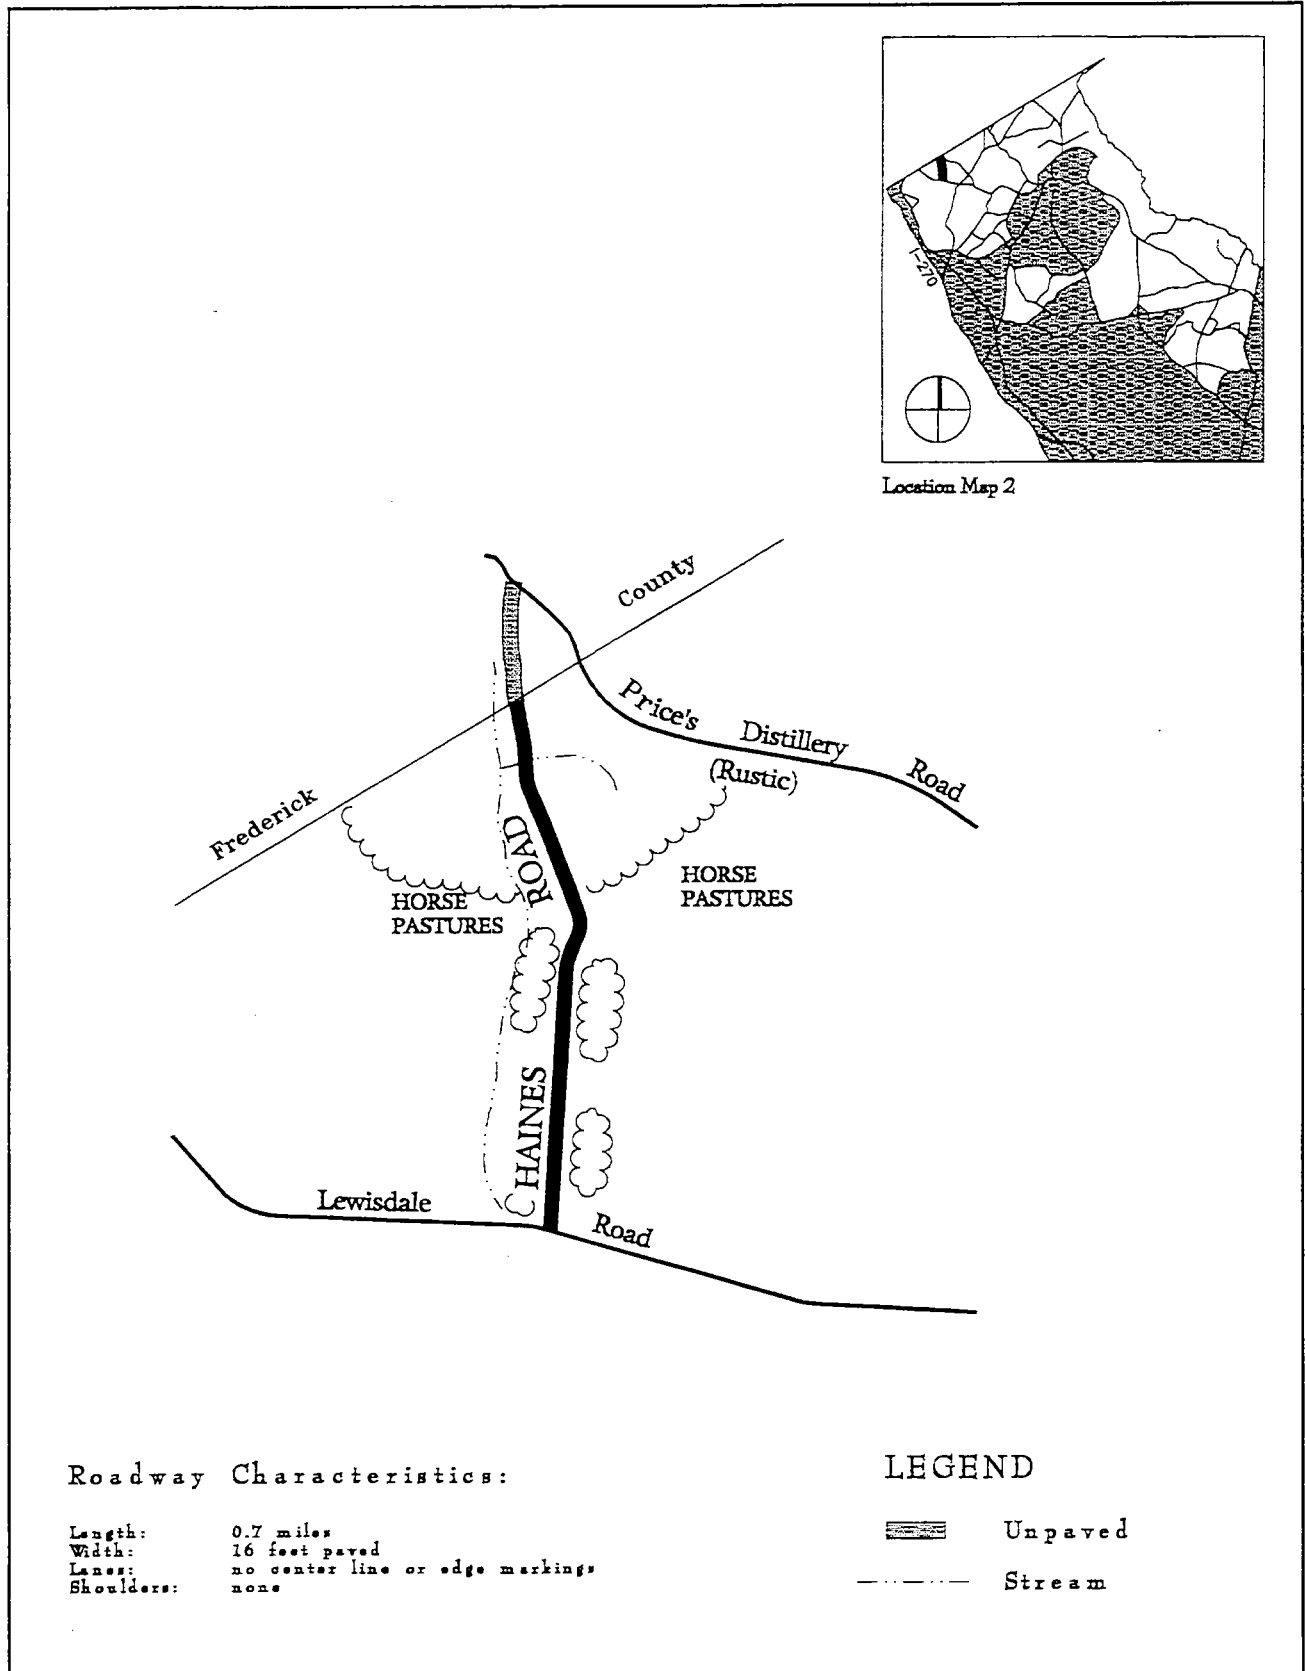 I-270
Location Map 2
Frederick County
Price's Distillery Road
(Rustic)
HORSE
PASTURES
HORSE
PASTURES
HAINES ROAD
Lewisdale Road
Roadway Characteristics:
Length: 0.7 miles
Width: 16 feet paved
Lanes: no center line or edge markings
Shoulders: none
LEGEND
Unpaved
Stream